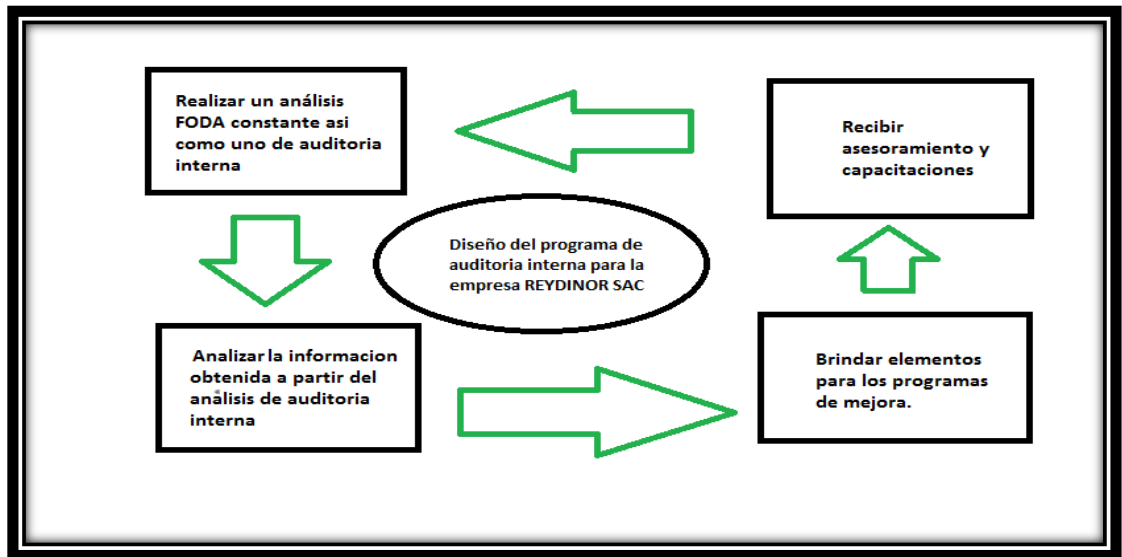 Realizar un análisis
FODA constante asi
como uno de auditoria
interna
Recibir
asesoramiento y
capacitaciones
Diseño del programa de
auditoria interna para la
empresa REYDINOR SAC
Analizar la informacion
obtenida a partir del
análisis de auditoria
interna
Brindar elementos
para los programas
de mejora.